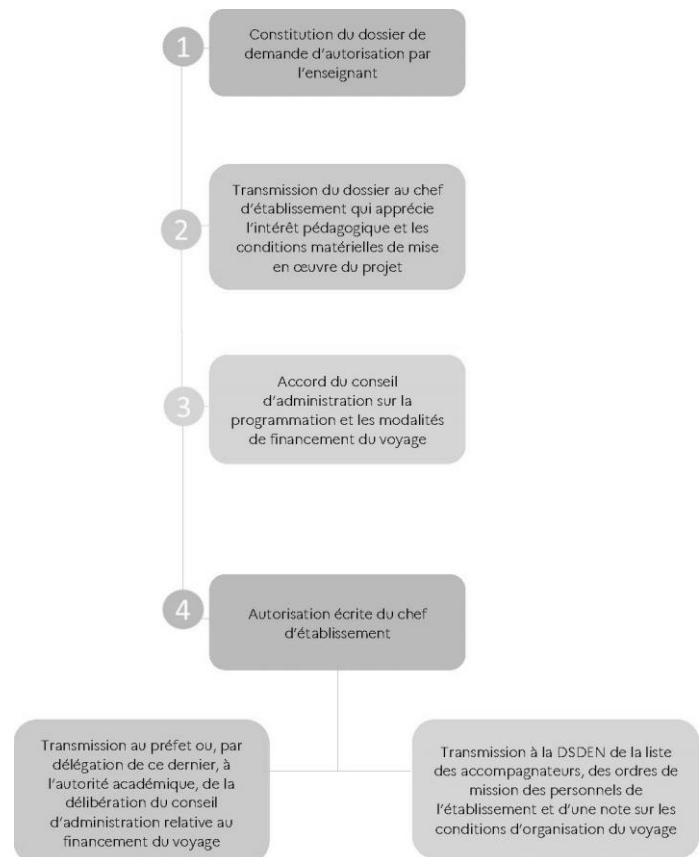 1
Constitution du dossier de
demande d'autorisation par
l'enseignant
2
Transmission du dossier au chef
d'établissement qui apprécie
l'intérêt pédagogique et les
conditions matérielles de mise
en œuvre du projet
3
Accord du conseil
d'administration sur la
programmation et les modalités
de financement du voyage
4
Autorisation écrite du chef
d'établissement
Transmission au préfet ou, par
délégation de ce dernier, à
l'autorité académique, de la
délibération du conseil
d'administration relative au
financement du voyage
Transmission à la DSDEN de la liste
des accompagnateurs, des ordres de
mission des personnels de
l'établissement et d'une note sur les
conditions d'organisation du voyage